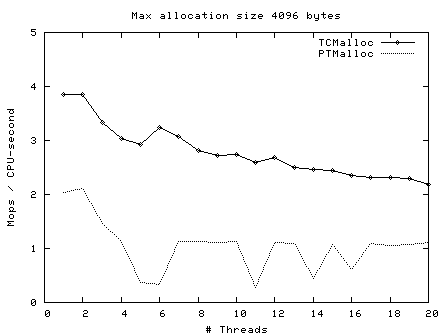 Max allocation size 4096 bytes
TCMalloc
PTMalloc
Mops / CPU-second
5
4
3
2
1
0
0 2 4 6 8 10 12 14 16 18 20
# Threads